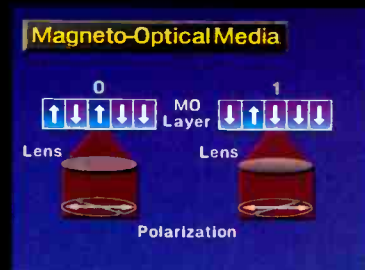 Magneto-Optical Media
0 1
MO
Layer
Lens Lens
Polarization